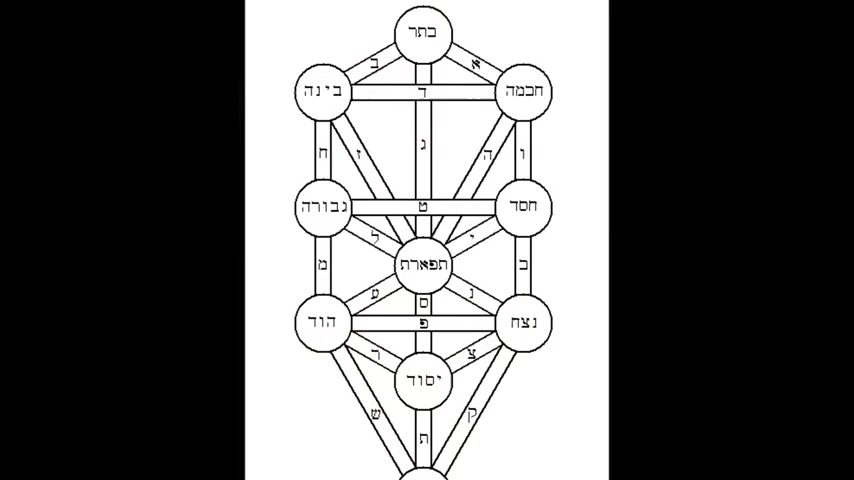 כתר
א
ב
חכמה
ד
בינה
ג
ו
ה
ז
ח
חסד
ט
גבורה
י
ל
כ
תפארת
מ
נ
ע
ס
נצח
פ
הוד
צ
ר
יסוד
ק
ש
ת